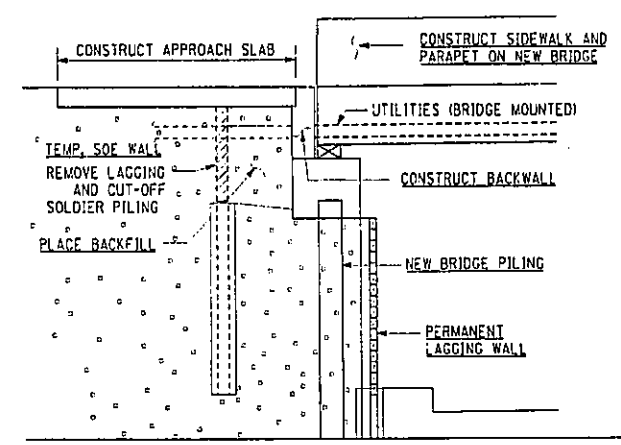 CONSTRUCT APPROACH SLAB
CONSTRUCT SIDEWALK AND
PARAPET ON NEW BRIDGE
UTILITIES (BRIDGE MOUNTED)
TEMP. SOE WALL
REMOVE LAGGING
AND CUT-OFF
SOLDIER PILING
CONSTRUCT BACKWALL
PLACE BACKFILL
NEW BRIDGE PILING
PERMANENT
LAGGING WALL